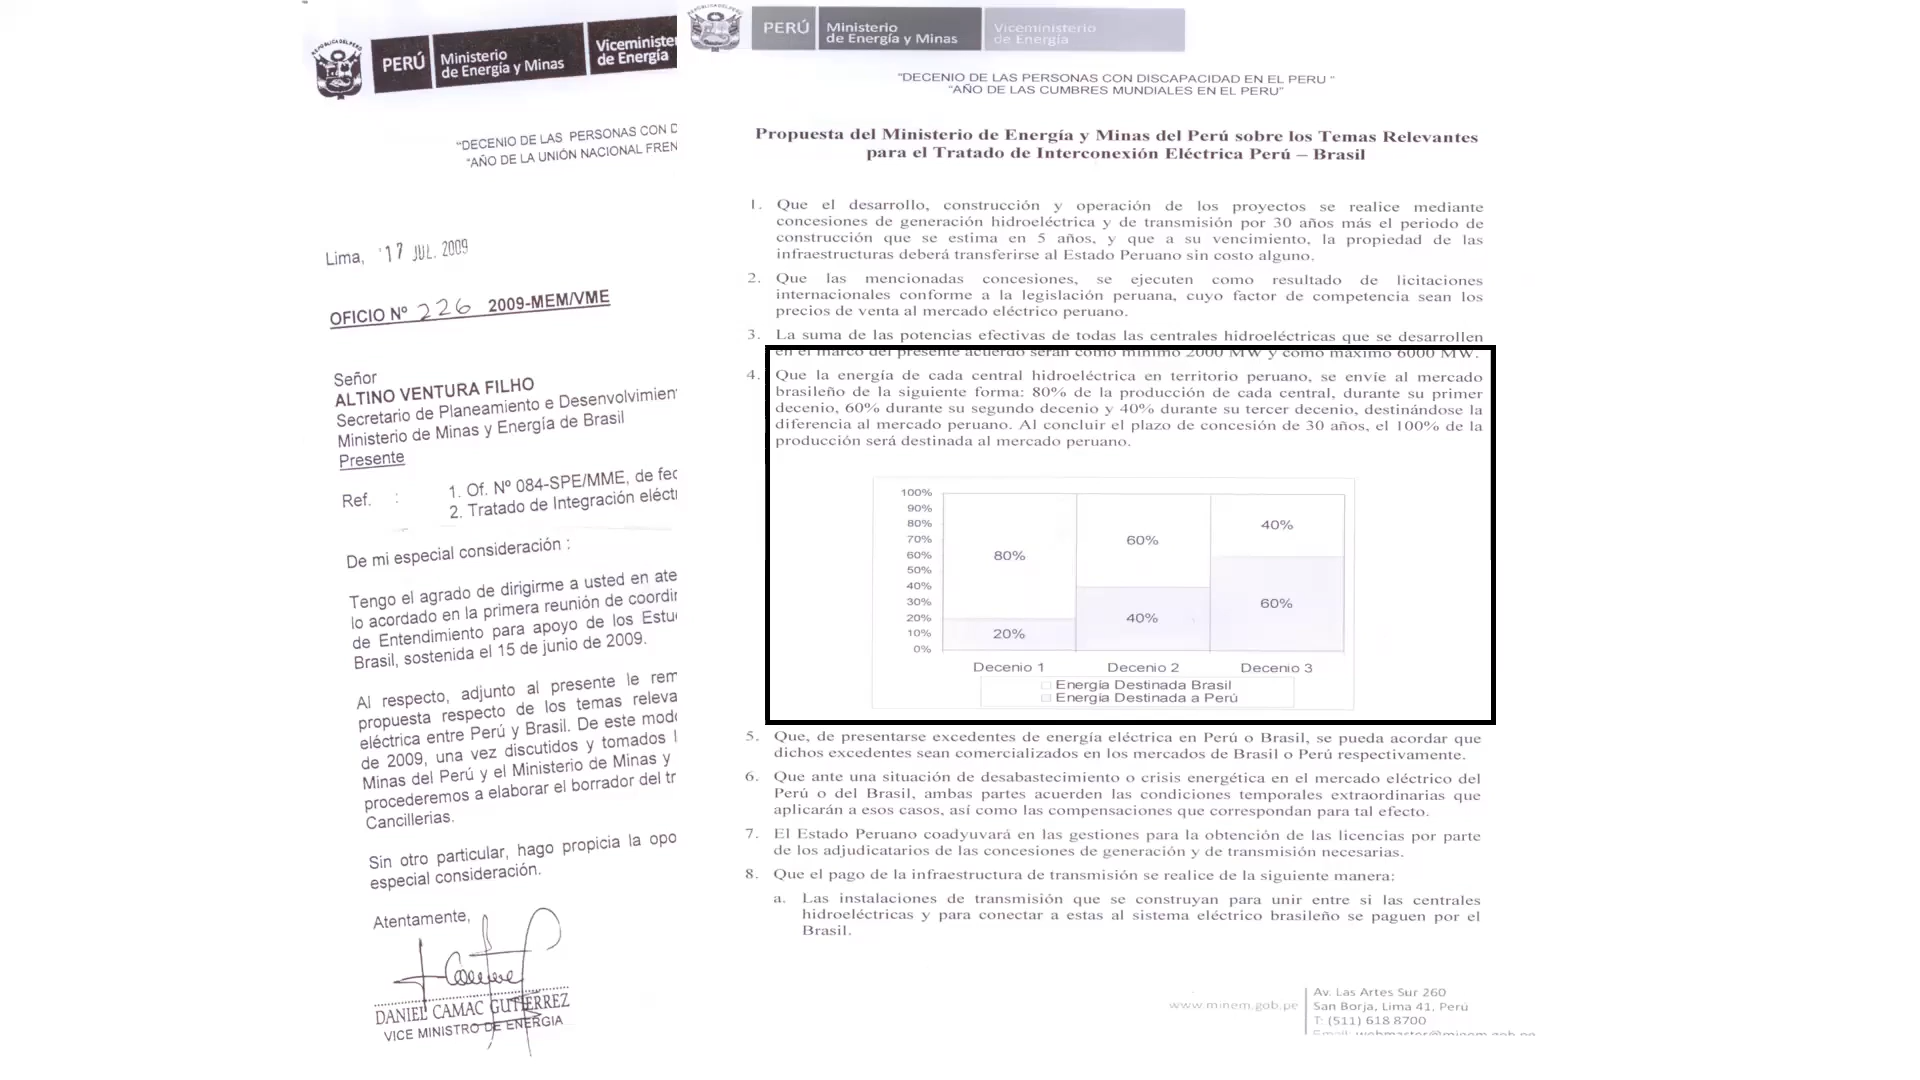 PERÚ
Ministerio
de Energía y Minas
de Energía
"DECENIO DE LAS PERSONAS CON
"AÑO DE LA UNIÓN NACIONAL
Lima, 17 JUL. 2009
OFICIO Nº 226 2009-MEM/VME
Señor
ALTINO VENTURA FILHO
Secretario de Planeamiento e
Ministerio de Minas y Energía de Brasil
Presente
Ref. :
1. Of. Nº 084-SPE/MME, de
2. Tratado de Integración
De mi especial consideración :
Tengo el agrado de dirigirme a usted en
lo acordado en la primera reunión de
de Entendimiento para apoyo de los
Brasil, sostenida el 15 de junio de 2009.
Al respecto, adjunto al presente le
propuesta respecto de los temas
eléctrica entre Perú y Brasil. De este
de 2009, una vez discutidos y tomados
Minas del Perú y el Ministerio de Minas y
procederemos a elaborar el borrador del
Cancillerias.
Sin otro particular, hago propicia la
especial consideración.
Atentamente,
DANIEL CAMAC GUTIERREZ
VICE MINISTRO DE ENERGIA
PERÚ
Ministerio
de Energía y Minas
Viceministerio
de Energía
"DECENIO DE LAS PERSONAS CON DISCAPACIDAD EN EL PERU "
"AÑO DE LAS CUMBRES MUNDIALES EN EL PERU"
Propuesta del Ministerio de Energía y Minas del Perú sobre los Temas Relevantes
para el Tratado de Interconexión Eléctrica Perú – Brasil
1. Que el desarrollo, construcción y operación de los proyectos se realice mediante
concesiones de generación hidroeléctrica y de transmisión por 30 años más el periodo de
construcción que se estima en 5 años, y que a su vencimiento, la propiedad de las
infraestructuras deberá transferirse al Estado Peruano sin costo alguno.
2. Que las mencionadas concesiones, se ejecuten como resultado de licitaciones
internacionales conforme a la legislación peruana, cuyo factor de competencia sean los
precios de venta al mercado eléctrico peruano.
3. La suma de las potencias efectivas de todas las centrales hidroeléctricas que se desarrollen
en el marco del presente acuerdo serán como mínimo 2000 MW y como máximo 6000 MW.
4. Que la energía de cada central hidroeléctrica en territorio peruano, se envíe al mercado
brasileño de la siguiente forma: 80% de la producción de cada central, durante su primer
decenio, 60% durante su segundo decenio y 40% durante su tercer decenio, destinándose la
diferencia al mercado peruano. Al concluir el plazo de concesión de 30 años, el 100% de la
producción será destinada al mercado peruano.
100%
90%
80%
70%
60%
50%
40%
30%
20%
10%
0%
80%
60%
40%
20%
40%
60%
Decenio 1 Decenio 2 Decenio 3
Energía Destinada Brasil
Energía Destinada a Perú
5. Que, de presentarse excedentes de energía eléctrica en Perú o Brasil, se pueda acordar que
dichos excedentes sean comercializados en los mercados de Brasil o Perú respectivamente.
6. Que ante una situación de desabastecimiento o crisis energética en el mercado eléctrico del
Perú o del Brasil, ambas partes acuerden las condiciones temporales extraordinarias que
aplicarán a esos casos, así como las compensaciones que correspondan para tal efecto.
7. El Estado Peruano coadyuvará en las gestiones para la obtención de las licencias por parte
de los adjudicatarios de las concesiones de generación y de transmisión necesarias.
8. Que el pago de la infraestructura de transmisión se realice de la siguiente manera:
a. Las instalaciones de transmisión que se construyan para unir entre si las centrales
hidroeléctricas y para conectar a estas al sistema eléctrico brasileño se paguen por el
Brasil.
www.minem.gob.pe
Av. Las Artes Sur 260
San Borja, Lima 41, Perú
T: (511) 618 8700